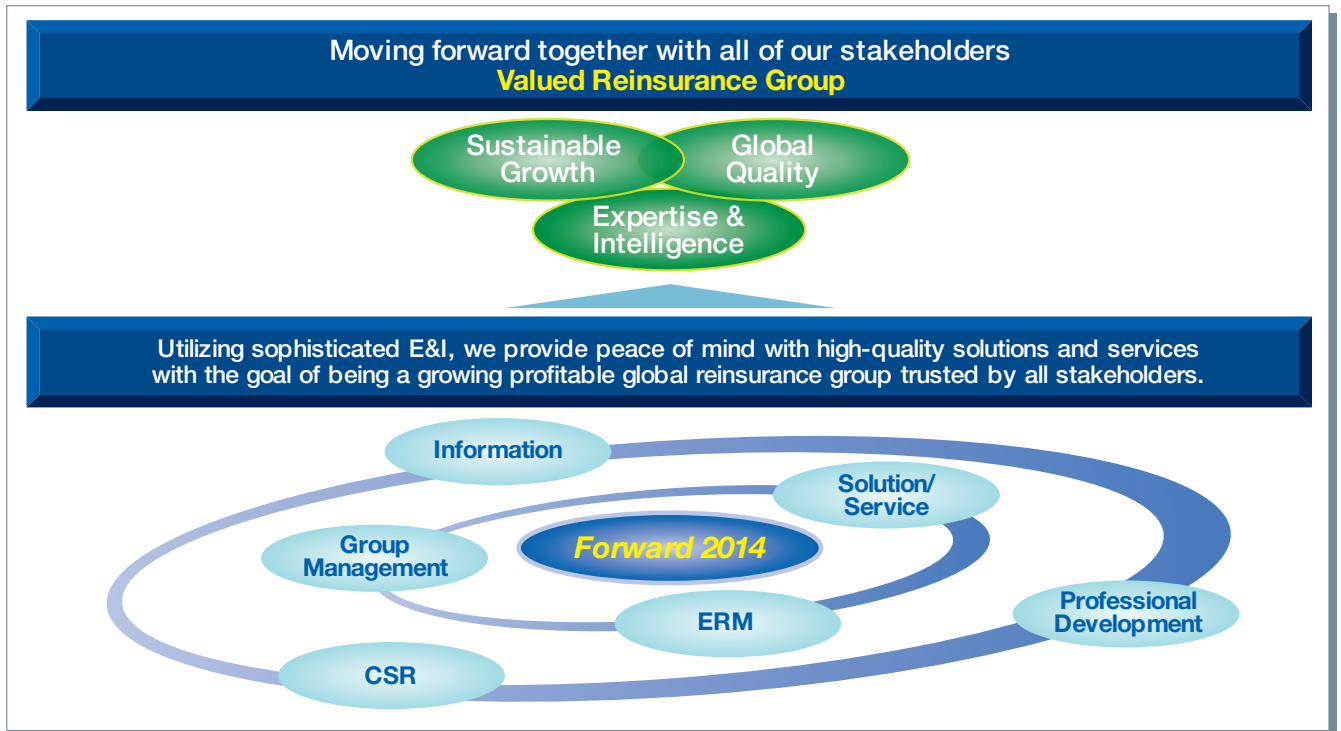 Moving forward together with all of our stakeholders
Valued Reinsurance Group
Sustainable
Growth
Global
Quality
Expertise &
Intelligence
Utilizing sophisticated E&I, we provide peace of mind with high-quality solutions and services
with the goal of being a growing profitable global reinsurance group trusted by all stakeholders.
Information
Solution/
Service
Group
Management
Forward 2014
ERM
Professional
Development
CSR